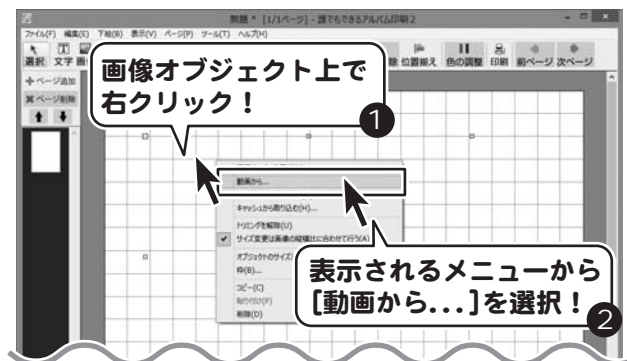 無題 * [1/1ページ] - 誰でもできるアルバム印刷2
ファイル(F) 編集(E) 下絵(B) 表示(V) ページ(P) ツール(T) ヘルプ(H)
選択 文字 位置揃え 色の調整 印刷 前ページ 次ページ
ページ追加
ページ削除
画像オブジェクト上で
右クリック！
1
動画から...
キャッシュから取り込む(H)...
トリミングを解除(U)
サイズ変更は画像の縦横比に合わせて行う(A)
オブジェクトのサイズ
枠(B)...
コピー(C)
貼り付け(P)
削除(D)
表示されるメニューから
[動画から...]を選択！
2